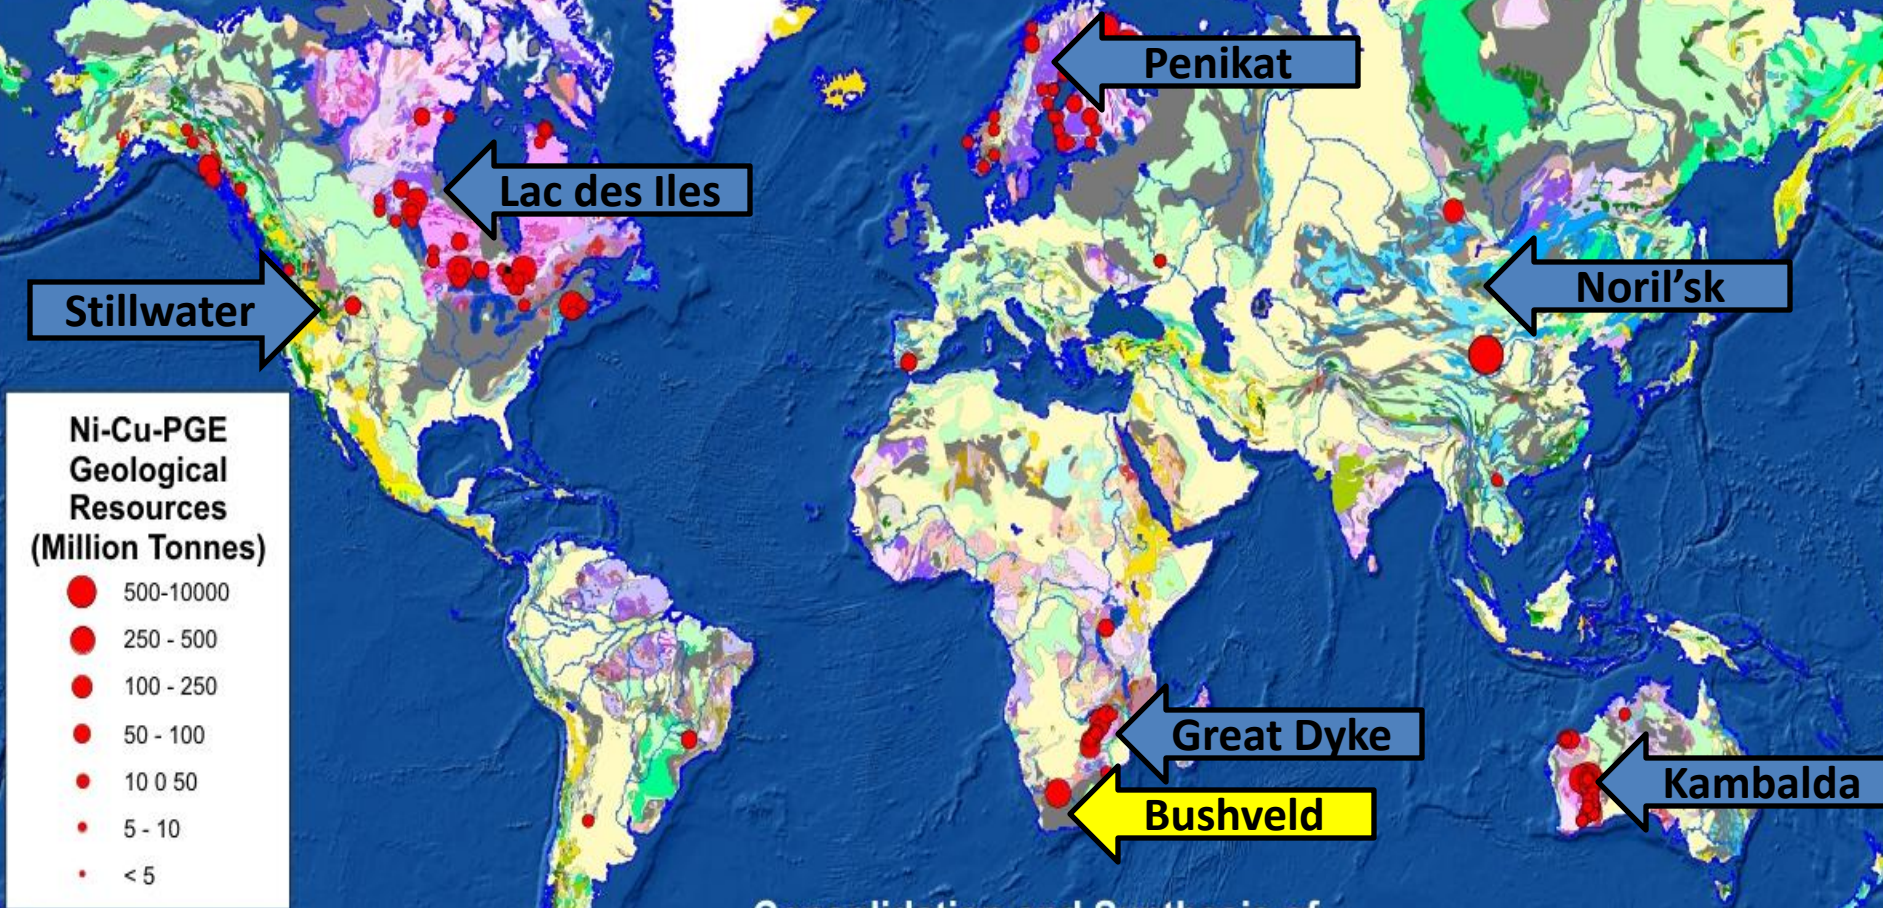 Penikat
Lac des Iles
Noril'sk
Stillwater
Ni-Cu-PGE
Geological
Resources
(Million Tonnes)
500-10000
250 - 500
100 - 250
50 - 100
10 0 50
5 - 10
< 5
Great Dyke
Kambalda
Bushveld